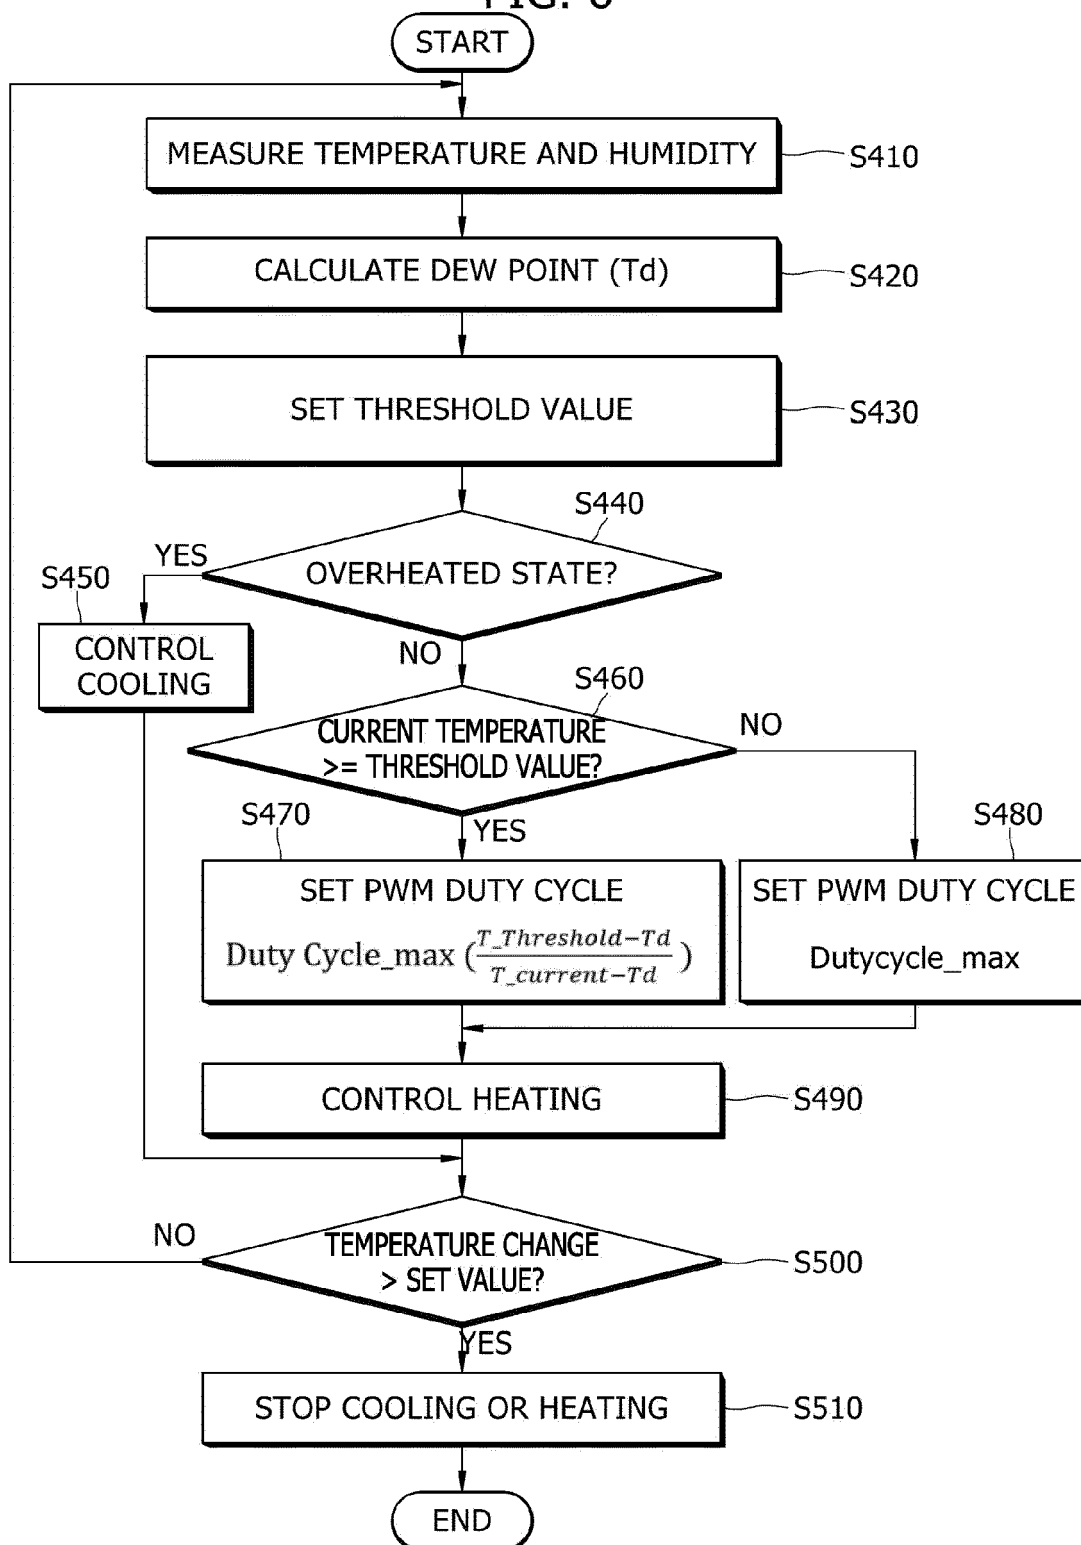 START
MEASURE TEMPERATURE AND HUMIDITY
S410
CALCULATE DEW POINT (Td)
S420
SET THRESHOLD VALUE
S430
S440
OVERHEATED STATE?
YES
S450
CONTROL
COOLING
NO
S460
CURRENT TEMPERATURE
>= THRESHOLD VALUE?
NO
YES
S470
SET PWM DUTY CYCLE
Duty Cycle_max (T_Threshold−Td / T_current−Td)
S480
SET PWM DUTY CYCLE
Dutycycle_max
CONTROL HEATING
S490
NO
TEMPERATURE CHANGE
> SET VALUE?
S500
YES
STOP COOLING OR HEATING
S510
END